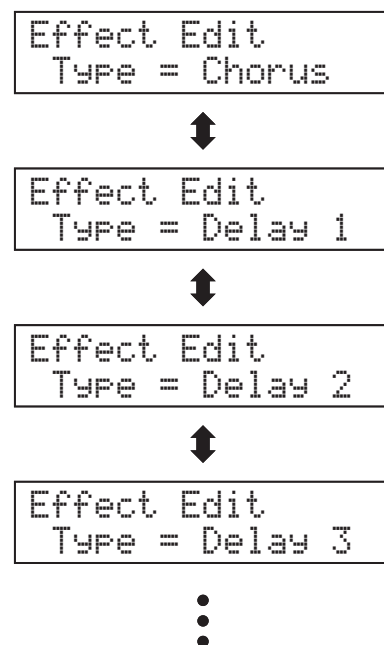 Effect Edit
Type = Chorus
Effect Edit
Type = Delay 1
Effect Edit
Type = Delay 2
Effect Edit
Type = Delay 3